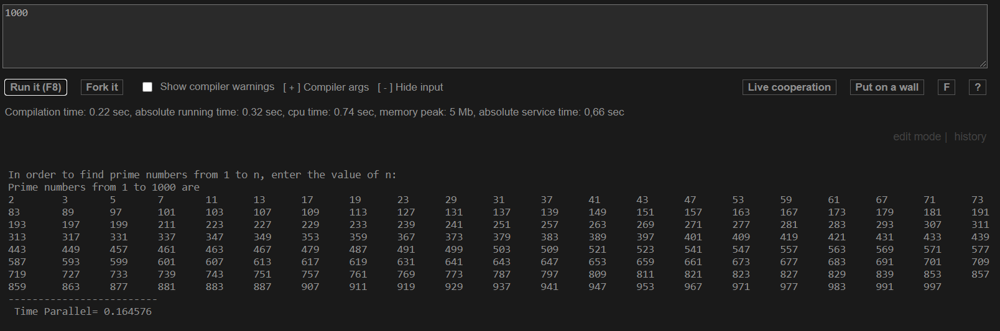 1000
Run it (F8) Fork it Show compiler warnings [ + ] Compiler args [ - ] Hide input Live cooperation Put on a wall F ?
Compilation time: 0.22 sec, absolute running time: 0.32 sec, cpu time: 0.74 sec, memory peak: 5 Mb, absolute service time: 0,66 sec
edit mode | history
In order to find prime numbers from 1 to n, enter the value of n:
Prime numbers from 1 to 1000 are
2 3 5 7 11 13 17 19 23 29 31 37 41 43 47 53 59 61 67 71 73
83 89 97 101 103 107 109 113 127 131 137 139 149 151 157 163 167 173 179 181 191
193 197 199 211 223 227 229 233 239 241 251 257 263 269 271 277 281 283 293 307 311
313 317 331 337 347 349 353 359 367 373 379 383 389 397 401 409 419 421 431 433 439
443 449 457 461 463 467 479 487 491 499 503 509 521 523 541 547 557 563 569 571 577
587 593 599 601 607 613 617 619 631 641 643 647 653 659 661 673 677 683 691 701 709
719 727 733 739 743 751 757 761 769 773 787 797 809 811 821 823 827 829 839 853 857
859 863 877 881 883 887 907 911 919 929 937 941 947 953 967 971 977 983 991 997
-------------------------
Time Parallel= 0.164576